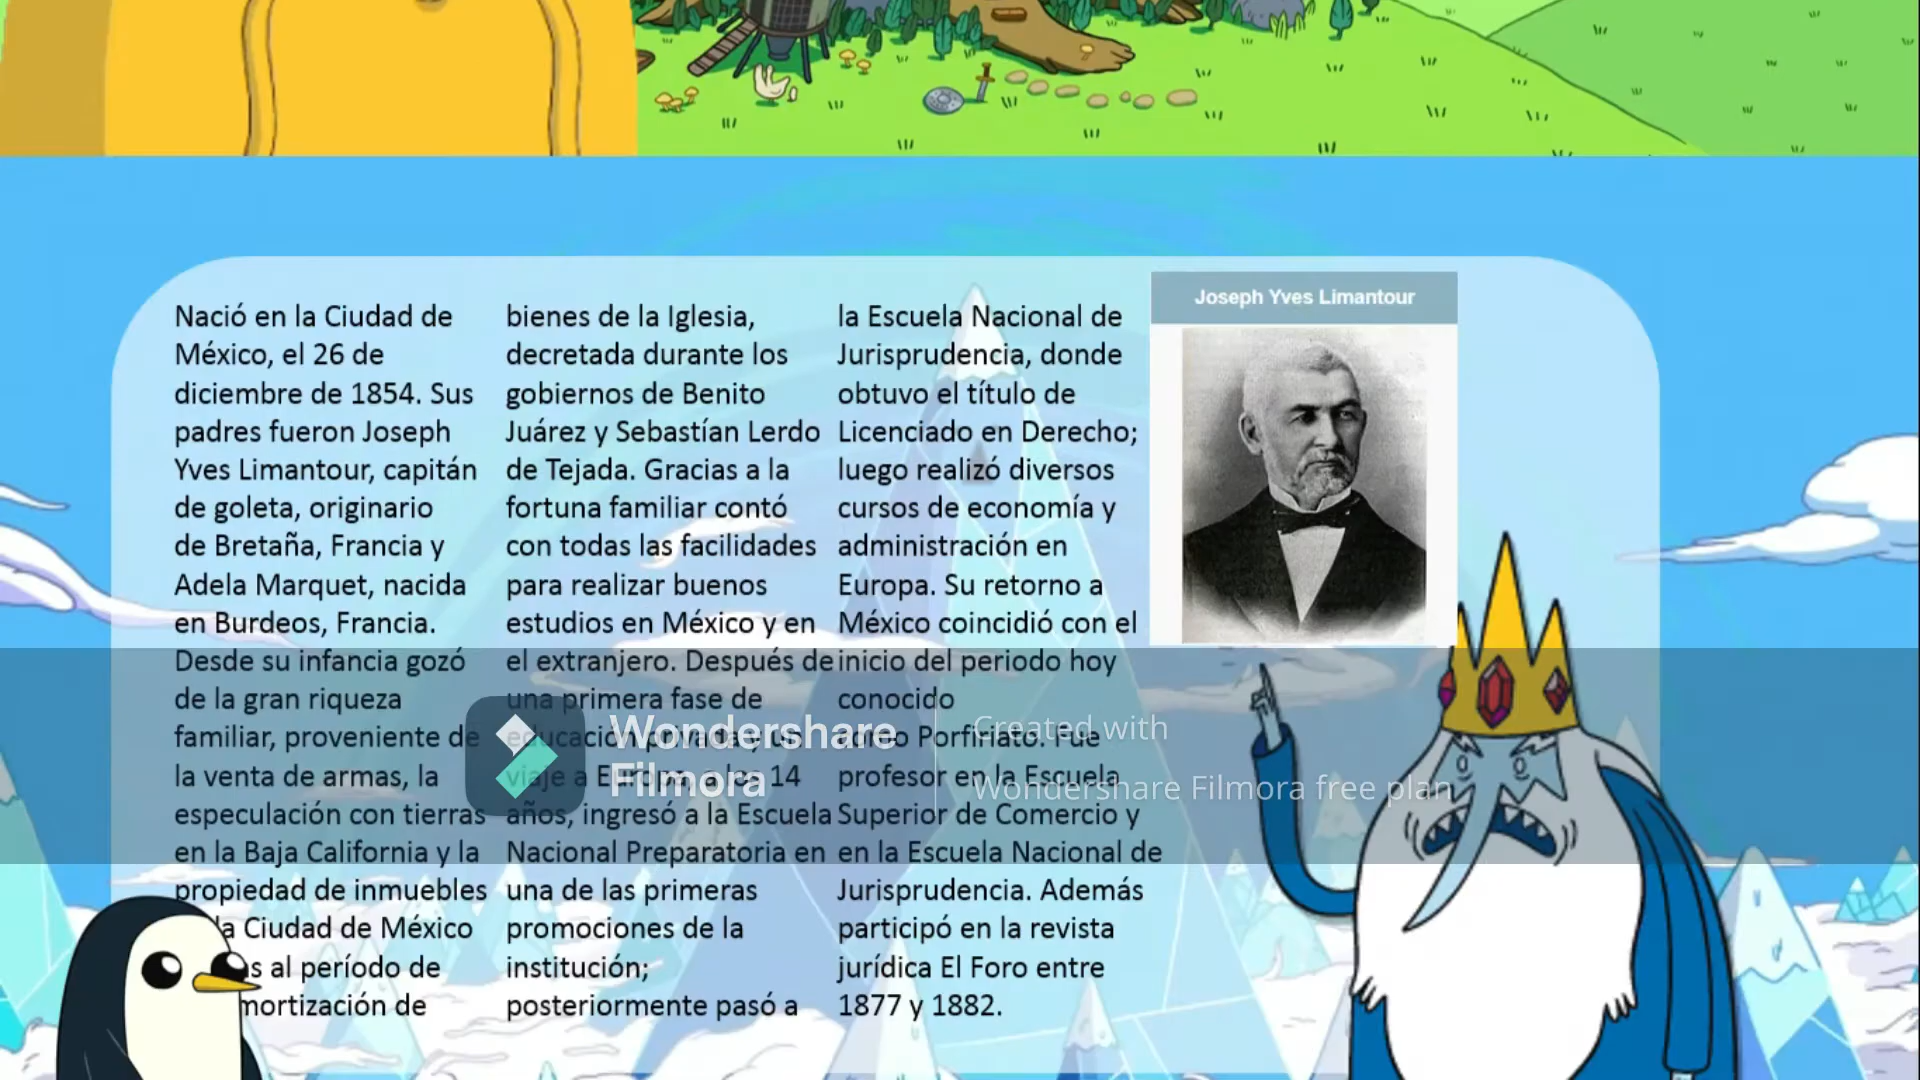 Nació en la Ciudad de
México, el 26 de
diciembre de 1854. Sus
padres fueron Joseph
Yves Limantour, capitán
de goleta, originario
de Bretaña, Francia y
Adela Marquet, nacida
en Burdeos, Francia.
Desde su infancia gozó
de la gran riqueza
familiar, proveniente de
la venta de armas, la
especulación con tierras
en la Baja California y la
propiedad de inmuebles
a Ciudad de México
s al período de
mortización de
bienes de la Iglesia,
decretada durante los
gobiernos de Benito
Juárez y Sebastían Lerdo
de Tejada. Gracias a la
fortuna familiar contó
con todas las facilidades
para realizar buenos
estudios en México y en
el extranjero. Después de
una primera fase de
educación privada y un
viaje a Europa, a los 14
años, ingresó a la Escuela
Nacional Preparatoria en
una de las primeras
promociones de la
institución;
posteriormente pasó a
la Escuela Nacional de
Jurisprudencia, donde
obtuvo el título de
Licenciado en Derecho;
luego realizó diversos
cursos de economía y
administración en
Europa. Su retorno a
México coincidió con el
inicio del periodo hoy
conocido
como Porfiriato. Fue
profesor en la Escuela
Superior de Comercio y
en la Escuela Nacional de
Jurisprudencia. Además
participó en la revista
jurídica El Foro entre
1877 y 1882.
Joseph Yves Limantour
Wondershare
Filmora
Created with
Wondershare Filmora free plan